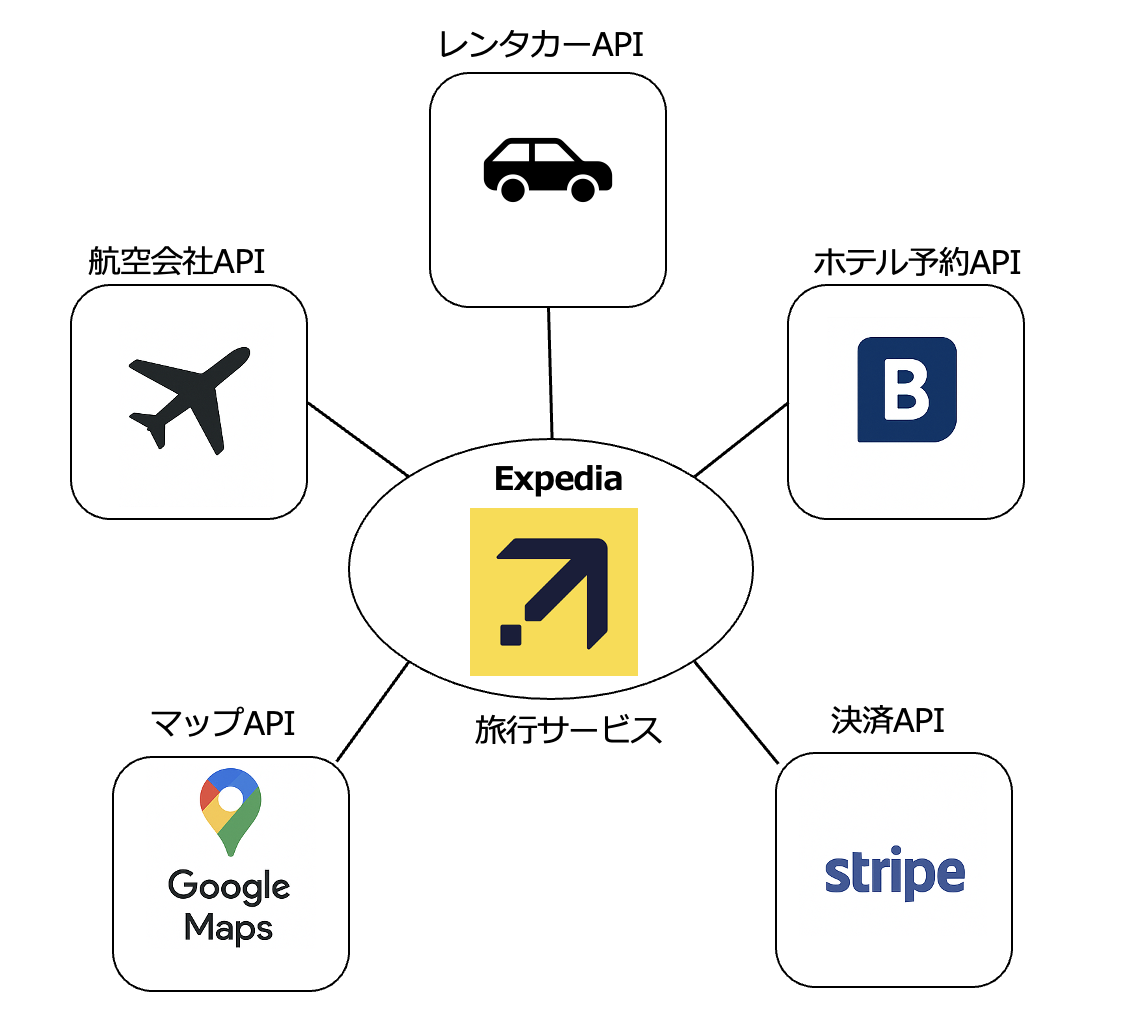 レンタカーAPI
航空会社API
ホテル予約API
B
Expedia
旅行サービス
マップAPI
Google
Maps
決済API
stripe